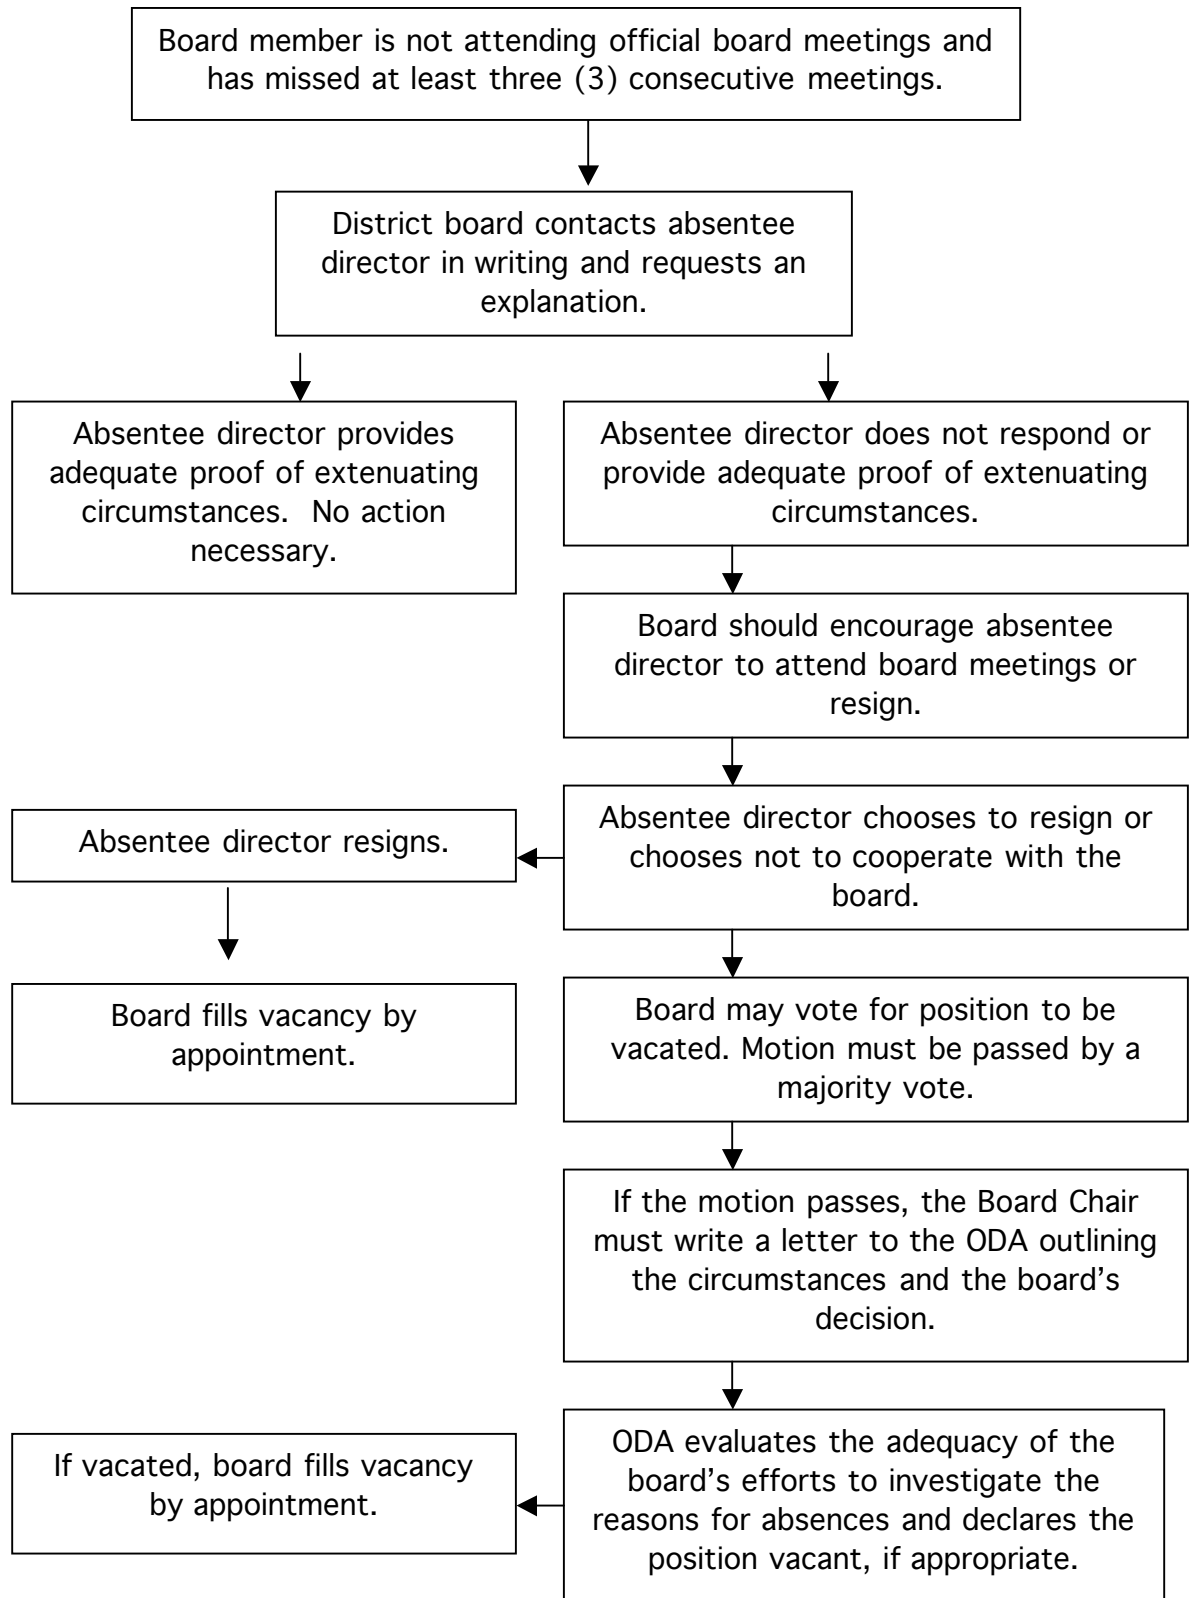 Board member is not attending official board meetings and
has missed at least three (3) consecutive meetings.
District board contacts absentee
director in writing and requests an
explanation.
Absentee director provides
adequate proof of extenuating
circumstances.  No action
necessary.
Absentee director does not respond or
provide adequate proof of extenuating
circumstances.
Board should encourage absentee
director to attend board meetings or
resign.
Absentee director chooses to resign or
chooses not to cooperate with the
board.
Absentee director resigns.
Board fills vacancy by
appointment.
Board may vote for position to be
vacated. Motion must be passed by a
majority vote.
If the motion passes, the Board Chair
must write a letter to the ODA outlining
the circumstances and the board’s
decision.
ODA evaluates the adequacy of the
board’s efforts to investigate the
reasons for absences and declares the
position vacant, if appropriate.
If vacated, board fills vacancy
by appointment.